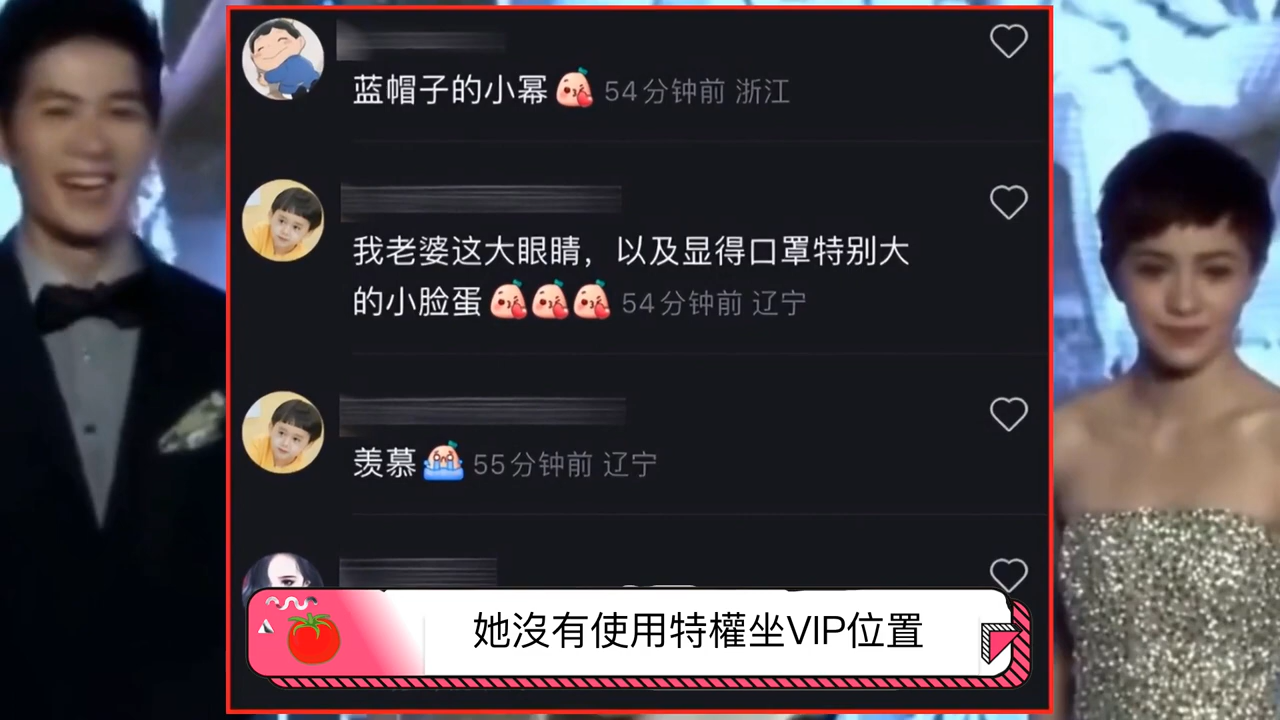 蓝帽子的小幂 54分钟前 浙江
我老婆这大眼睛，以及显得口罩特别大
的小脸蛋 54分钟前 辽宁
羡慕 55分钟前 辽宁
她沒有使用特權坐VIP位置